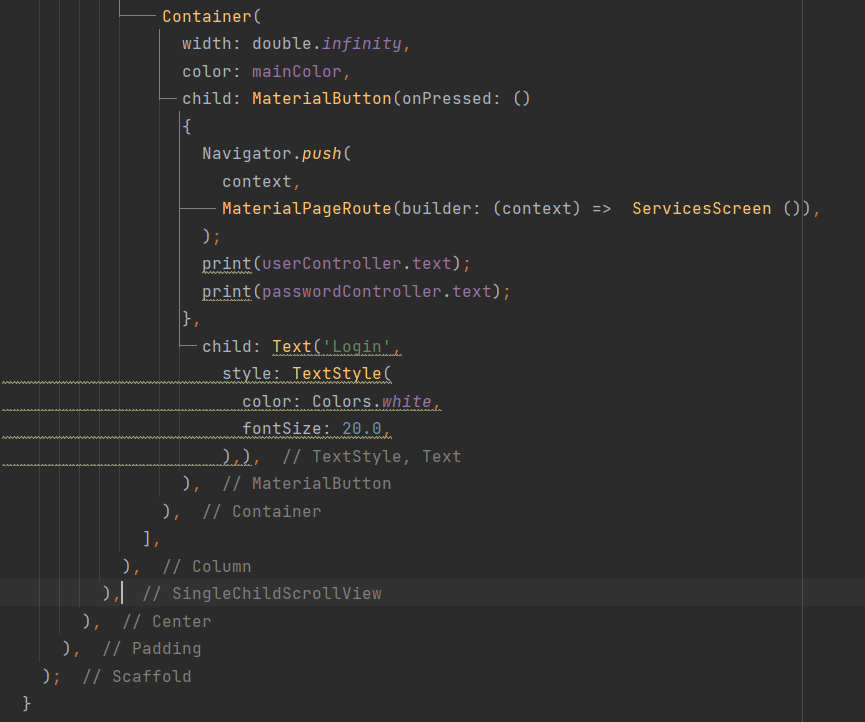 Container(
width: double.infinity,
color: mainColor,
child: MaterialButton(onPressed: ()
{
Navigator.push(
context,
MaterialPageRoute(builder: (context) =>  ServicesScreen ()),
);
print(userController.text);
print(passwordController.text);
},
child: Text('Login',
style: TextStyle(
color: Colors.white,
fontSize: 20.0,
),),  // TextStyle, Text
),  // MaterialButton
),  // Container
],
),  // Column
),  // SingleChildScrollView
),  // Center
),  // Padding
);  // Scaffold
}